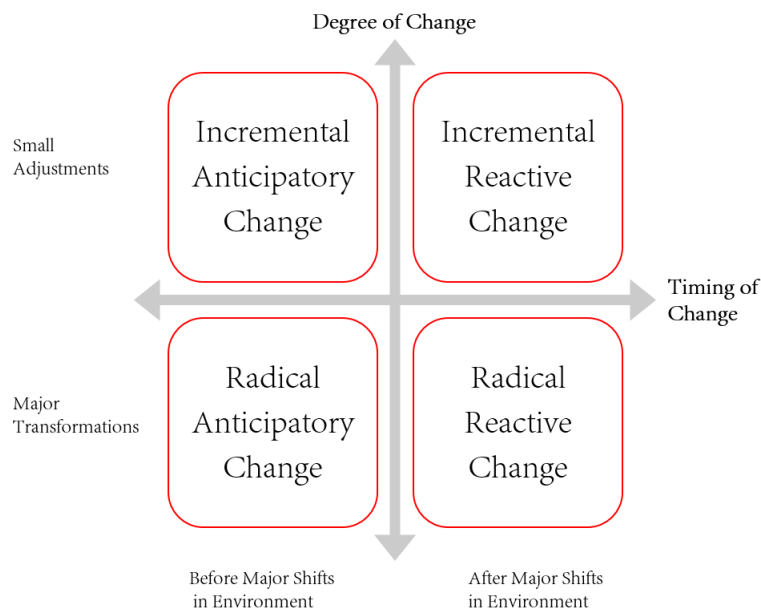 Degree of Change
Small
Adjustments
Incremental
Anticipatory
Change
Incremental
Reactive
Change
Timing of
Change
Major
Transformations
Radical
Anticipatory
Change
Radical
Reactive
Change
Before Major Shifts
in Environment
After Major Shifts
in Environment